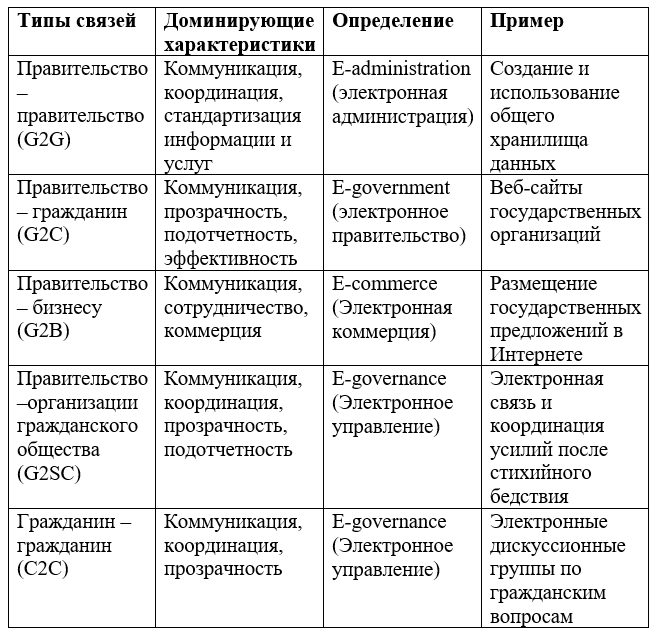 Типы связей
Доминирующие
характеристики
Определение
Пример
Правительство
–
правительство
(G2G)
Коммуникация,
координация,
стандартизация
информации и
услуг
E-administration
(электронная
администрация)
Создание и
использование
общего
хранилища
данных
Правительство
– гражданин
(G2C)
Коммуникация,
прозрачность,
подотчетность,
эффективность
E-government
(электронное
правительство)
Веб-сайты
государственных
организаций
Правительство
– бизнесу
(G2B)
Коммуникация,
сотрудничество,
коммерция
E-commerce
(Электронная
коммерция)
Размещение
государственных
предложений в
Интернете
Правительство
–организации
гражданского
общества
(G2SC)
Коммуникация,
координация,
прозрачность,
подотчетность
E-governance
(Электронное
управление)
Электронная
связь и
координация
усилий после
стихийного
бедствия
Гражданин –
гражданин
(C2C)
Коммуникация,
координация,
прозрачность
E-governance
(Электронное
управление)
Электронные
дискуссионные
группы по
гражданским
вопросам